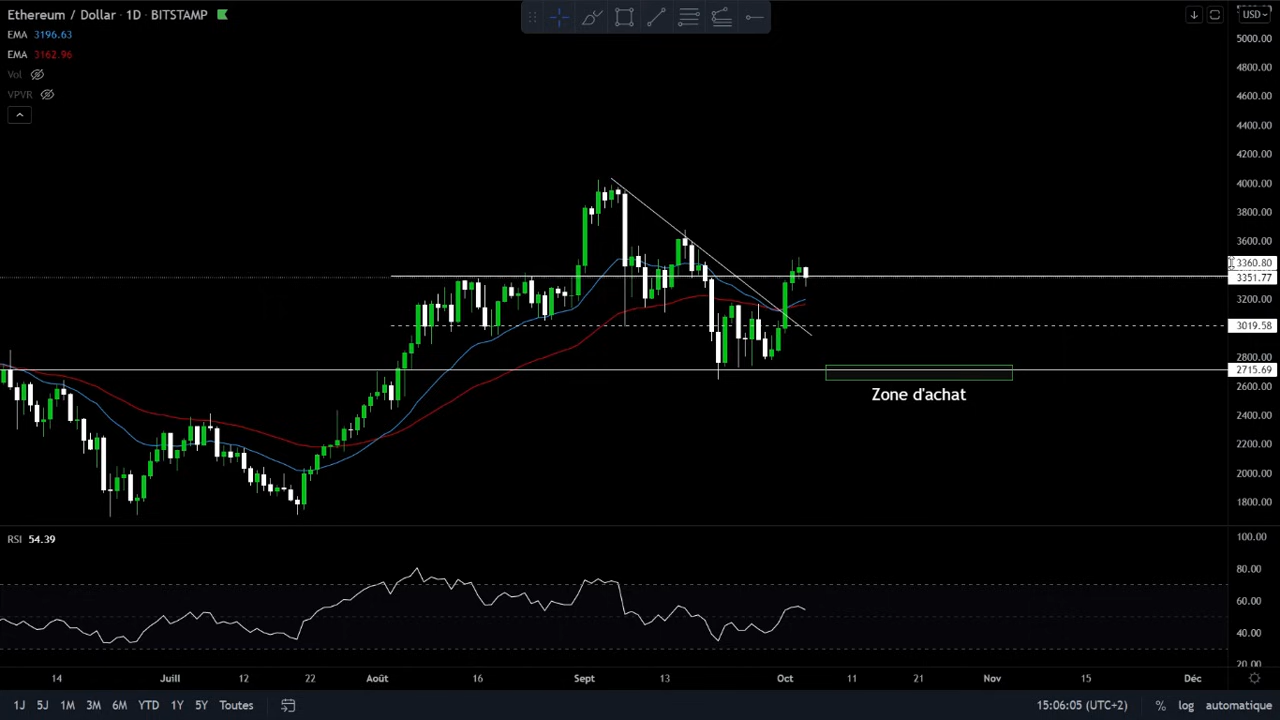 Ethereum / Dollar · 1D · BITSTAMP
EMA 3196.63
EMA 3162.96
Vol
VPVR
USD
5000.00
4800.00
4600.00
4400.00
4200.00
4000.00
3800.00
3600.00
3360.80
3351.77
3200.00
3019.58
2800.00
2715.69
2600.00
2400.00
2200.00
2000.00
1800.00
Zone d'achat
RSI 54.39
100.00
80.00
60.00
40.00
20.00
14 Juill 12 22 Août 16 Sept 13 Oct 11 21 Nov 15 Déc
1J 5J 1M 3M 6M YTD 1Y 5Y Toutes 15:06:05 (UTC+2) % log automatique